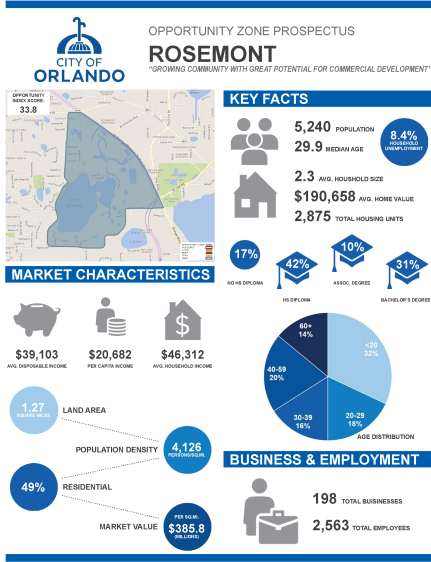 CITY OF
ORLANDO
OPPORTUNITY ZONE PROSPECTUS
ROSEMONT
"GROWING COMMUNITY WITH GREAT POTENTIAL FOR COMMERCIAL DEVELOPMENT"
OPPORTUNITY
INDEX SCORE:
33.8
KEY FACTS
5,240 POPULATION
29.9 MEDIAN AGE
8.4%
HOUSEHOLD
UNEMPLOYMENT
2.3 AVG. HOUSHOLD SIZE
$190,658 AVG. HOME VALUE
2,875 TOTAL HOUSING UNITS
17%
NO HS DIPLOMA
42%
HS DIPLOMA
10%
ASSOC. DEGREE
31%
BACHELOR'S DEGREE
MARKET CHARACTERISTICS
$39,103
AVG. DISPOSABLE INCOME
$20,682
PER CAPITA INCOME
$46,312
AVG. HOUSEHOLD INCOME
1.27
SQUARE MILES
LAND AREA
POPULATION DENSITY
4,126
PERSONS/SQ.MI.
49%
RESIDENTIAL
MARKET VALUE
PER SQ.MI.
$385.8
(MILLIONS)
60+
14%
<20
32%
40-59
20%
30-39
16%
20-29
18%
AGE DISTRIBUTION
BUSINESS & EMPLOYMENT
198 TOTAL BUISINESSES
2,563 TOTAL EMPLOYEES